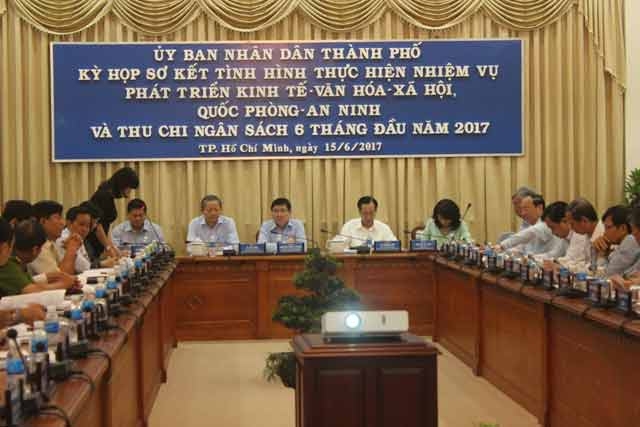 ỦY BAN NHÂN DÂN THÀNH PHỐ
KỲ HỌP SƠ KẾT TÌNH HÌNH THỰC HIỆN NHIỆM VỤ
PHÁT TRIỂN KINH TẾ-VĂN HÓA-XÃ HỘI,
QUỐC PHÒNG-AN NINH
VÀ THU CHI NGÂN SÁCH 6 THÁNG ĐẦU NĂM 2017
TP. Hồ Chí Minh, ngày 15/6/2017